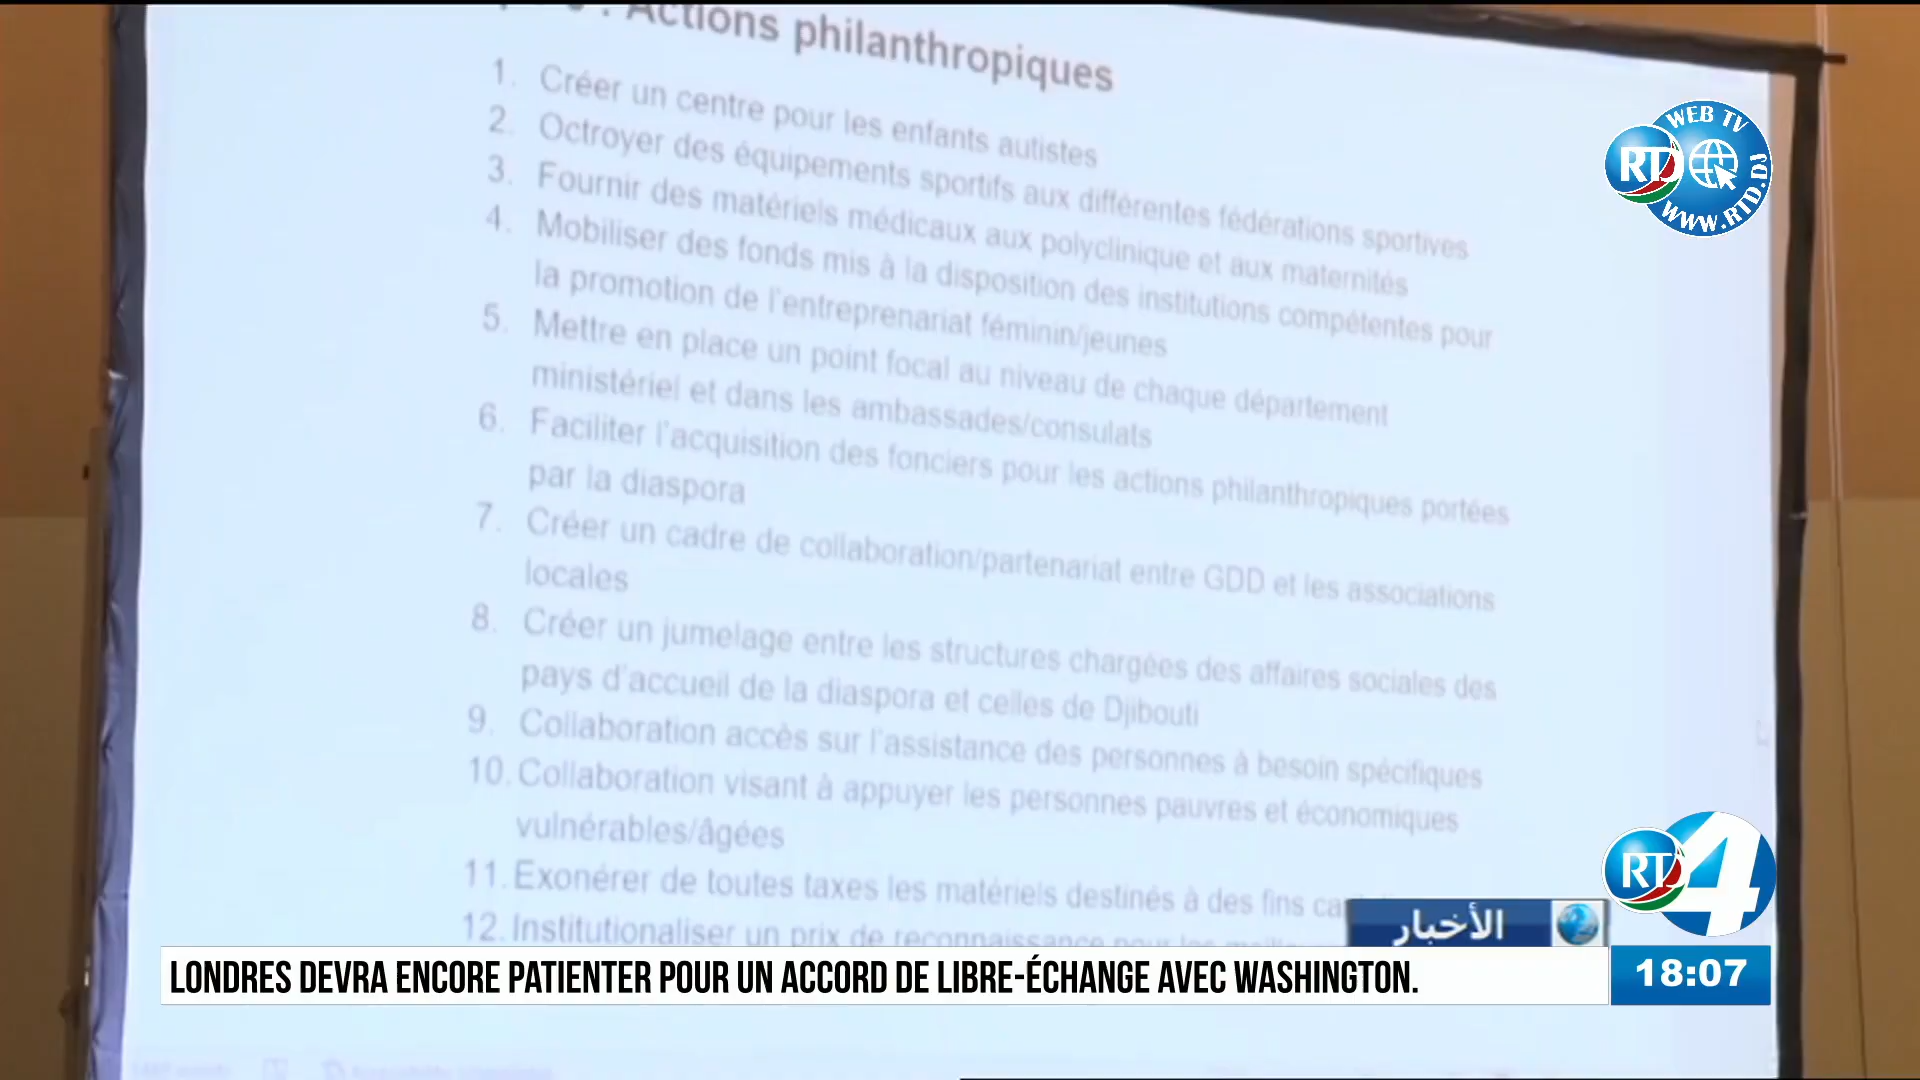 : Actions philanthropiques
1. Créer un centre pour les enfants autistes
2. Octroyer des équipements sportifs aux différentes fédérations sportives
3. Fournir des matériels médicaux aux polyclinique et aux maternités
4. Mobiliser des fonds mis à la disposition des institutions compétentes pour
la promotion de l'entreprenariat féminin/jeunes
5. Mettre en place un point focal au niveau de chaque département
ministériel et dans les ambassades/consulats
6. Faciliter l'acquisition des fonciers pour les actions philanthropiques portées
par la diaspora
7. Créer un cadre de collaboration/partenariat entre GDD et les associations
locales
8. Créer un jumelage entre les structures chargées des affaires sociales des
pays d'accueil de la diaspora et celles de Djibouti
9. Collaboration accès sur l'assistance des personnes à besoin spécifiques
10. Collaboration visant à appuyer les personnes pauvres et économiques
vulnérables/âgées
11. Exonérer de toutes taxes les matériels destinés à des fins
12. Institutionaliser un prix de reconnaissance pour les
WEB TV
RTD
WWW.RTD.DJ
RTD 4
الأخبار
LONDRES DEVRA ENCORE PATIENTER POUR UN ACCORD DE LIBRE-ÉCHANGE AVEC WASHINGTON.
18:07